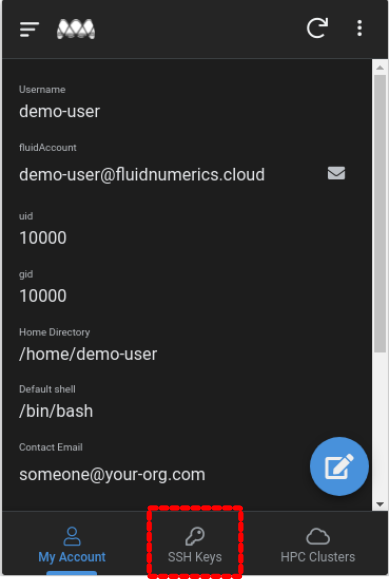 Username
demo-user
fluidAccount
demo-user@fluidnumerics.cloud
uid
10000
gid
10000
Home Directory
/home/demo-user
Default shell
/bin/bash
Contact Email
someone@your-org.com
My Account
SSH Keys
HPC Clusters